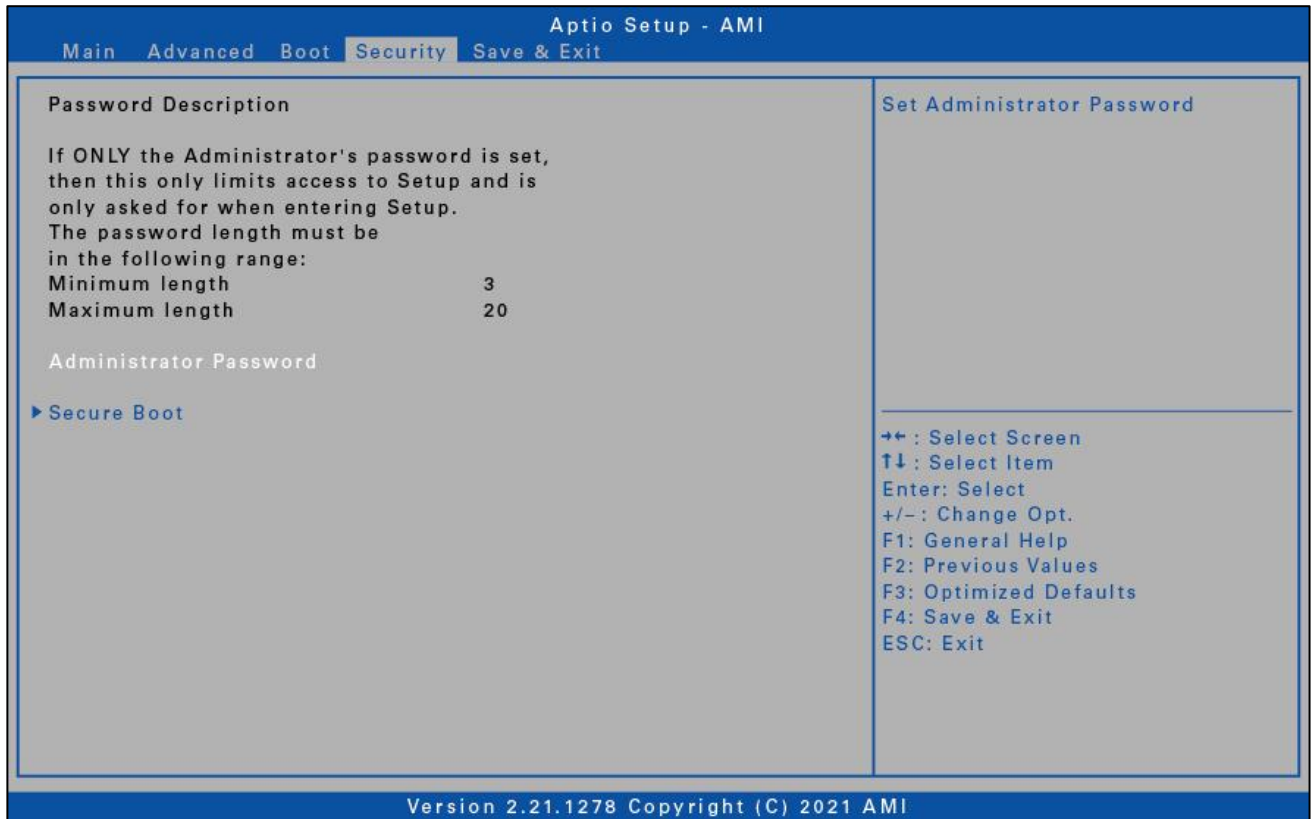 Aptio Setup - AMI
Main Advanced Boot Security Save & Exit
Password Description
If ONLY the Administrator's password is set,
then this only limits access to Setup and is
only asked for when entering Setup.
The password length must be
in the following range:
Minimum length 3
Maximum length 20
Administrator Password
▶ Secure Boot
Set Administrator Password
→← : Select Screen
↑↓ : Select Item
Enter: Select
+/− : Change Opt.
F1: General Help
F2: Previous Values
F3: Optimized Defaults
F4: Save & Exit
ESC: Exit
Version 2.21.1278 Copyright (C) 2021 AMI